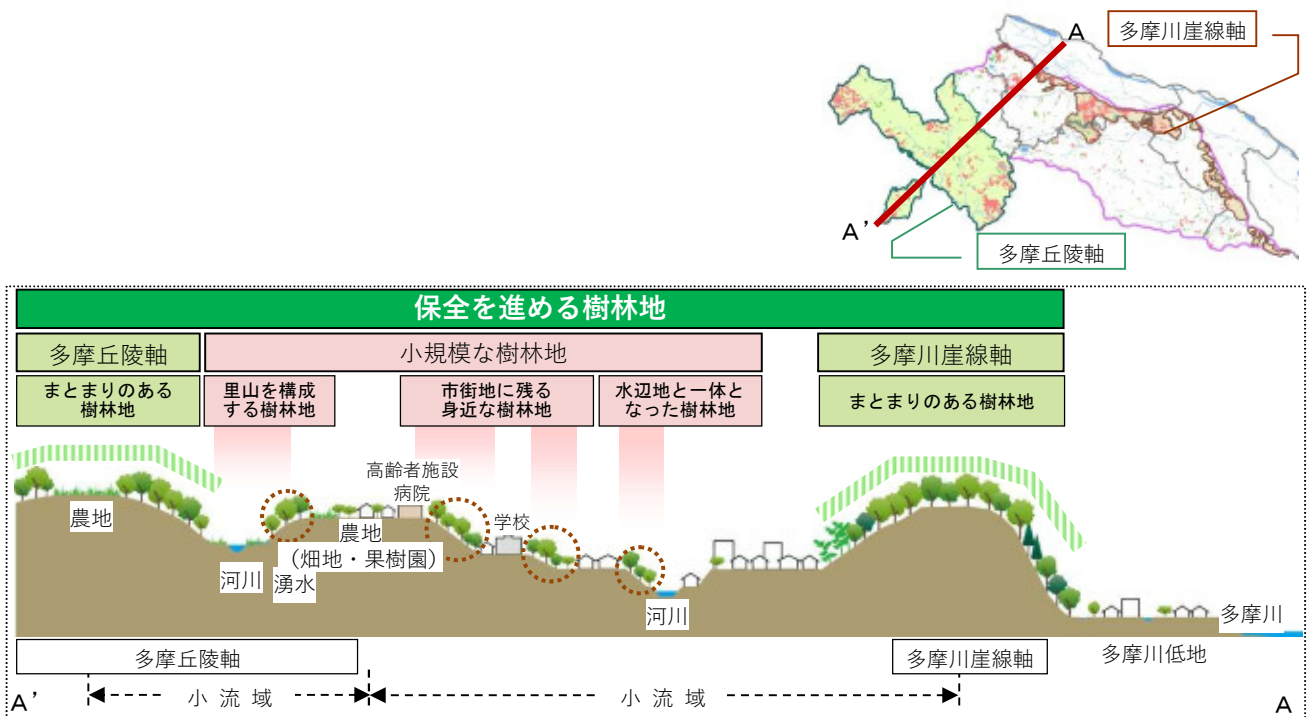 A
多摩川崖線軸
A’
多摩丘陵軸
保全を進める樹林地
多摩丘陵軸
小規模な樹林地
多摩川崖線軸
まとまりのある
樹林地
里山を構成
する樹林地
市街地に残る
身近な樹林地
水辺地と一体と
なった樹林地
まとまりのある樹林地
高齢者施設
病院
農地
学校
農地
(畑地・果樹園)
河川
湧水
河川
多摩川
多摩丘陵軸
多摩川崖線軸
多摩川低地
A’
小 流 域
小 流 域
A